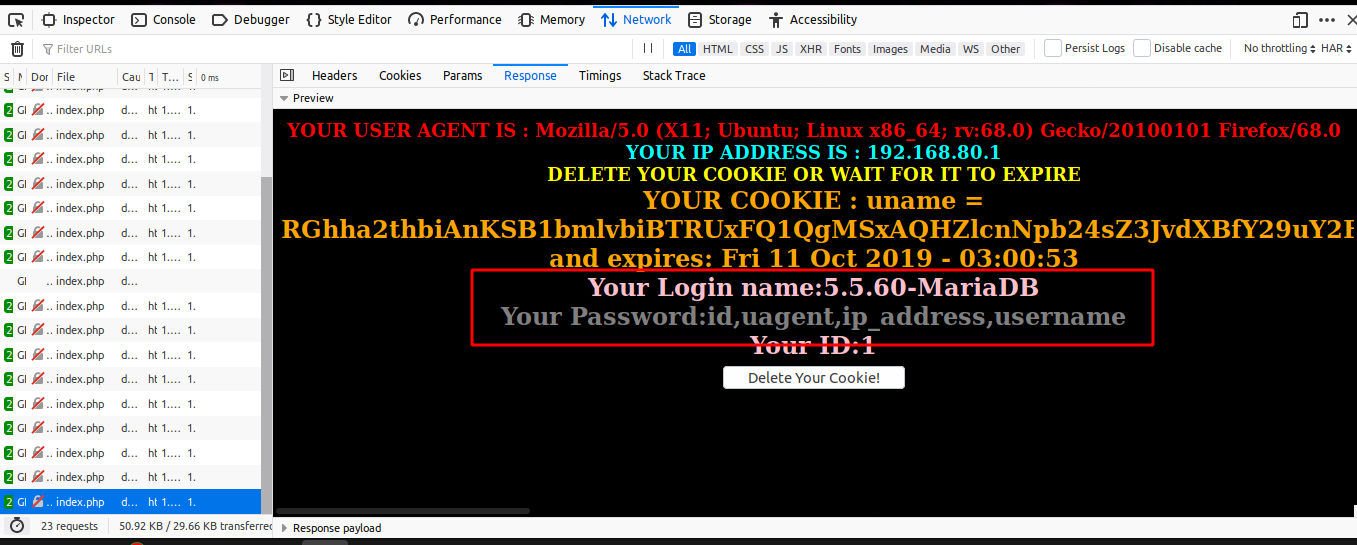 Inspector Console Debugger Style Editor Performance Memory Network Storage Accessibility
Filter URLs All HTML CSS JS XHR Fonts Images Media WS Other Persist Logs Disable cache No throttling HAR
S Dor File Cau T T... S 0 ms Headers Cookies Params Response Timings Stack Trace
Preview
index.php
2 GI .. index.php d... ht 1.... 1.
2 GI .. index.php d... ht 1.... 1.
2 GI .. index.php d... ht 1.... 1.
2 GI .. index.php d... ht 1.... 1.
2 GI .. index.php d... ht 1.... 1.
2 GI .. index.php d... ht 1.... 1.
2 GI .. index.php d... ht 1.... 1.
GI .. index.php d...
2 GI .. index.php d... ht 1.... 1.
2 GI .. index.php d... ht 1.... 1.
2 GI .. index.php d... ht 1.... 1.
2 GI .. index.php d... ht 1.... 1.
2 GI .. index.php d... ht 1.... 1.
2 GI .. index.php d... ht 1.... 1.
2 GI .. index.php d... ht 1.... 1.
2 GI .. index.php d... ht 1.... 1.
2 GI .. index.php d... ht 1.... 1.
23 requests 50.92 KB / 29.66 KB transferred
YOUR USER AGENT IS : Mozilla/5.0 (X11; Ubuntu; Linux x86_64; rv:68.0) Gecko/20100101 Firefox/68.0
YOUR IP ADDRESS IS : 192.168.80.1
DELETE YOUR COOKIE OR WAIT FOR IT TO EXPIRE
YOUR COOKIE : uname =
RGhha2thbiAnKSB1bmlvbiBTRUxFQ1QgMSxAQHZlcnNpb24sZ3JvdXBfY29uY2F
and expires: Fri 11 Oct 2019 - 03:00:53
Your Login name:5.5.60-MariaDB
Your Password:id,uagent,ip_address,username
Your ID:1
Delete Your Cookie!
Response payload